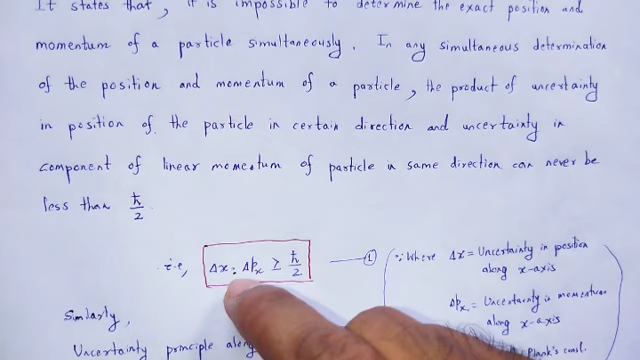 It states that, it is impossible to determine the exact position and
momentum of a particle simultaneously. In any simultaneous determination
of the position and momentum of a particle, the product of uncertainty
in position of the particle in certain direction and uncertainty in
component of linear momentum of particle in same direction can never be
less than ħ/2
i.e, Δx . Δpₓ ≥ ħ/2 —— ①
∵ Where Δx = Uncertainty in position
along x-axis
Δpₓ = Uncertainty in momentum
along x-axis
Plank's const.
Simlarly,
Uncertainty principle along